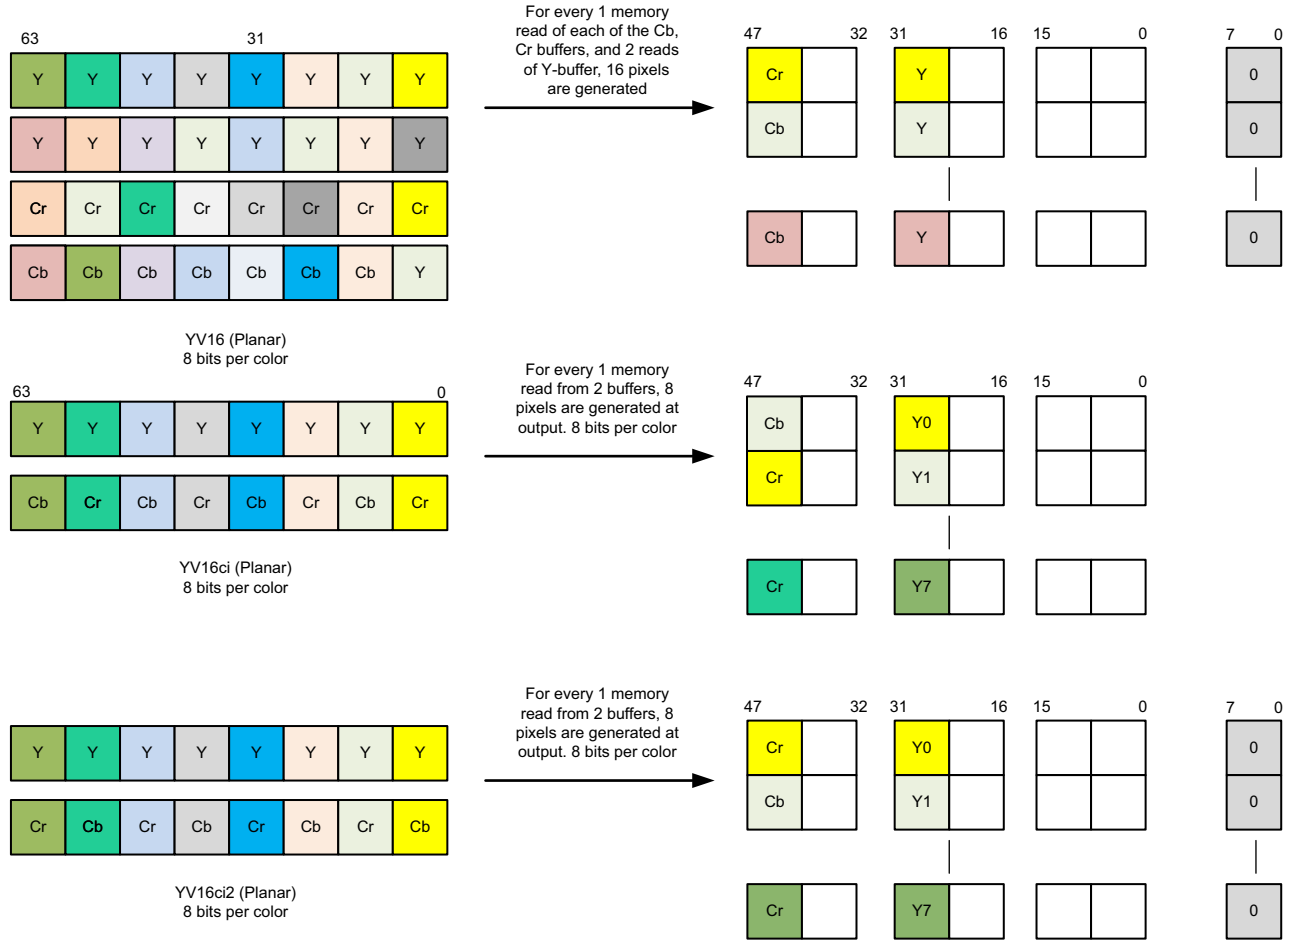 For every 1 memory
read of each of the Cb,
Cr buffers, and 2 reads
of Y-buffer, 16 pixels
are generated
63 31
47 32 31 16 15 0 7 0
Y Y Y Y Y Y Y Y
Cr Y 0
Y Y Y Y Y Y Y Y
Cb Y 0
Cr Cr Cr Cr Cr Cr Cr Cr
Cb Y 0
Cb Cb Cb Cb Cb Cb Cb Y
YV16 (Planar)
8 bits per color
For every 1 memory
read from 2 buffers, 8
pixels are generated at
output. 8 bits per color
63 0
47 32 31 16 15 0
Y Y Y Y Y Y Y Y
Cb Y0
Cr Y1
Cb Cr Cb Cr Cb Cr Cb Cr
Cr Y7
YV16ci (Planar)
8 bits per color
For every 1 memory
read from 2 buffers, 8
pixels are generated at
output. 8 bits per color
47 32 31 16 15 0 7 0
Y Y Y Y Y Y Y Y
Cr Y0 0
Cb Y1 0
Cr Cb Cr Cb Cr Cb Cr Cb
Cr Y7 0
YV16ci2 (Planar)
8 bits per color